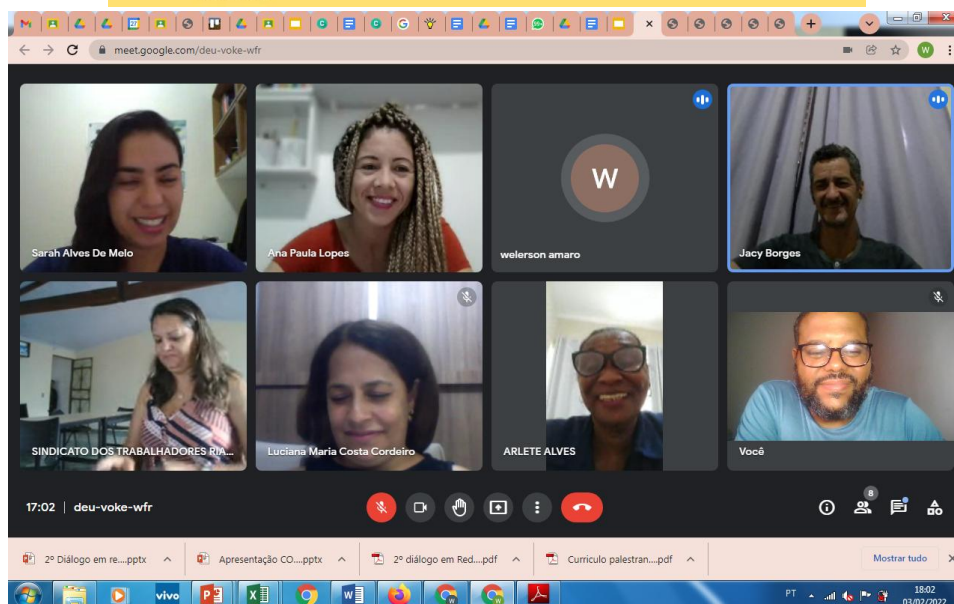 meet.google.com/deu-voke-wfr
W
W
Sarah Alves De Melo
Ana Paula Lopes
welerson amaro
Jacy Borges
SINDICATO DOS TRABALHADORES RIA...
Luciana Maria Costa Cordeiro
ARLETE ALVES
Você
17:02 | deu-voke-wfr
8
2º Diálogo em re....pptx
Apresentação CO....pptx
2º diálogo em Red....pdf
Curriculo palestran....pdf
Mostrar tudo
vivo
PT
18:02
03/02/2022